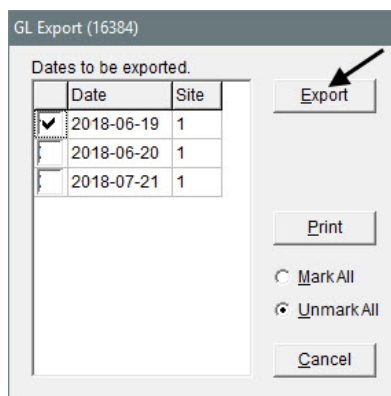 GL Export (16384)
Dates to be exported.
Date Site
2018-06-19 1
2018-06-20 1
2018-07-21 1
Export
Print
Mark All
Unmark All
Cancel